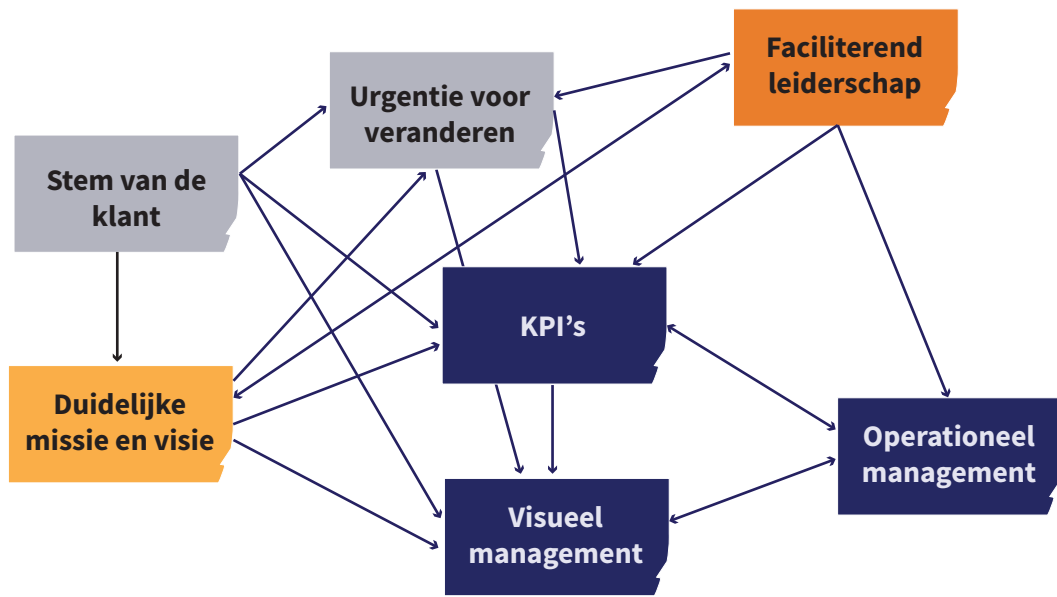 Faciliterend
leiderschap
Urgentie voor
veranderen
Stem van de
klant
KPI’s
Duidelijke
missie en visie
Operationeel
management
Visueel
management